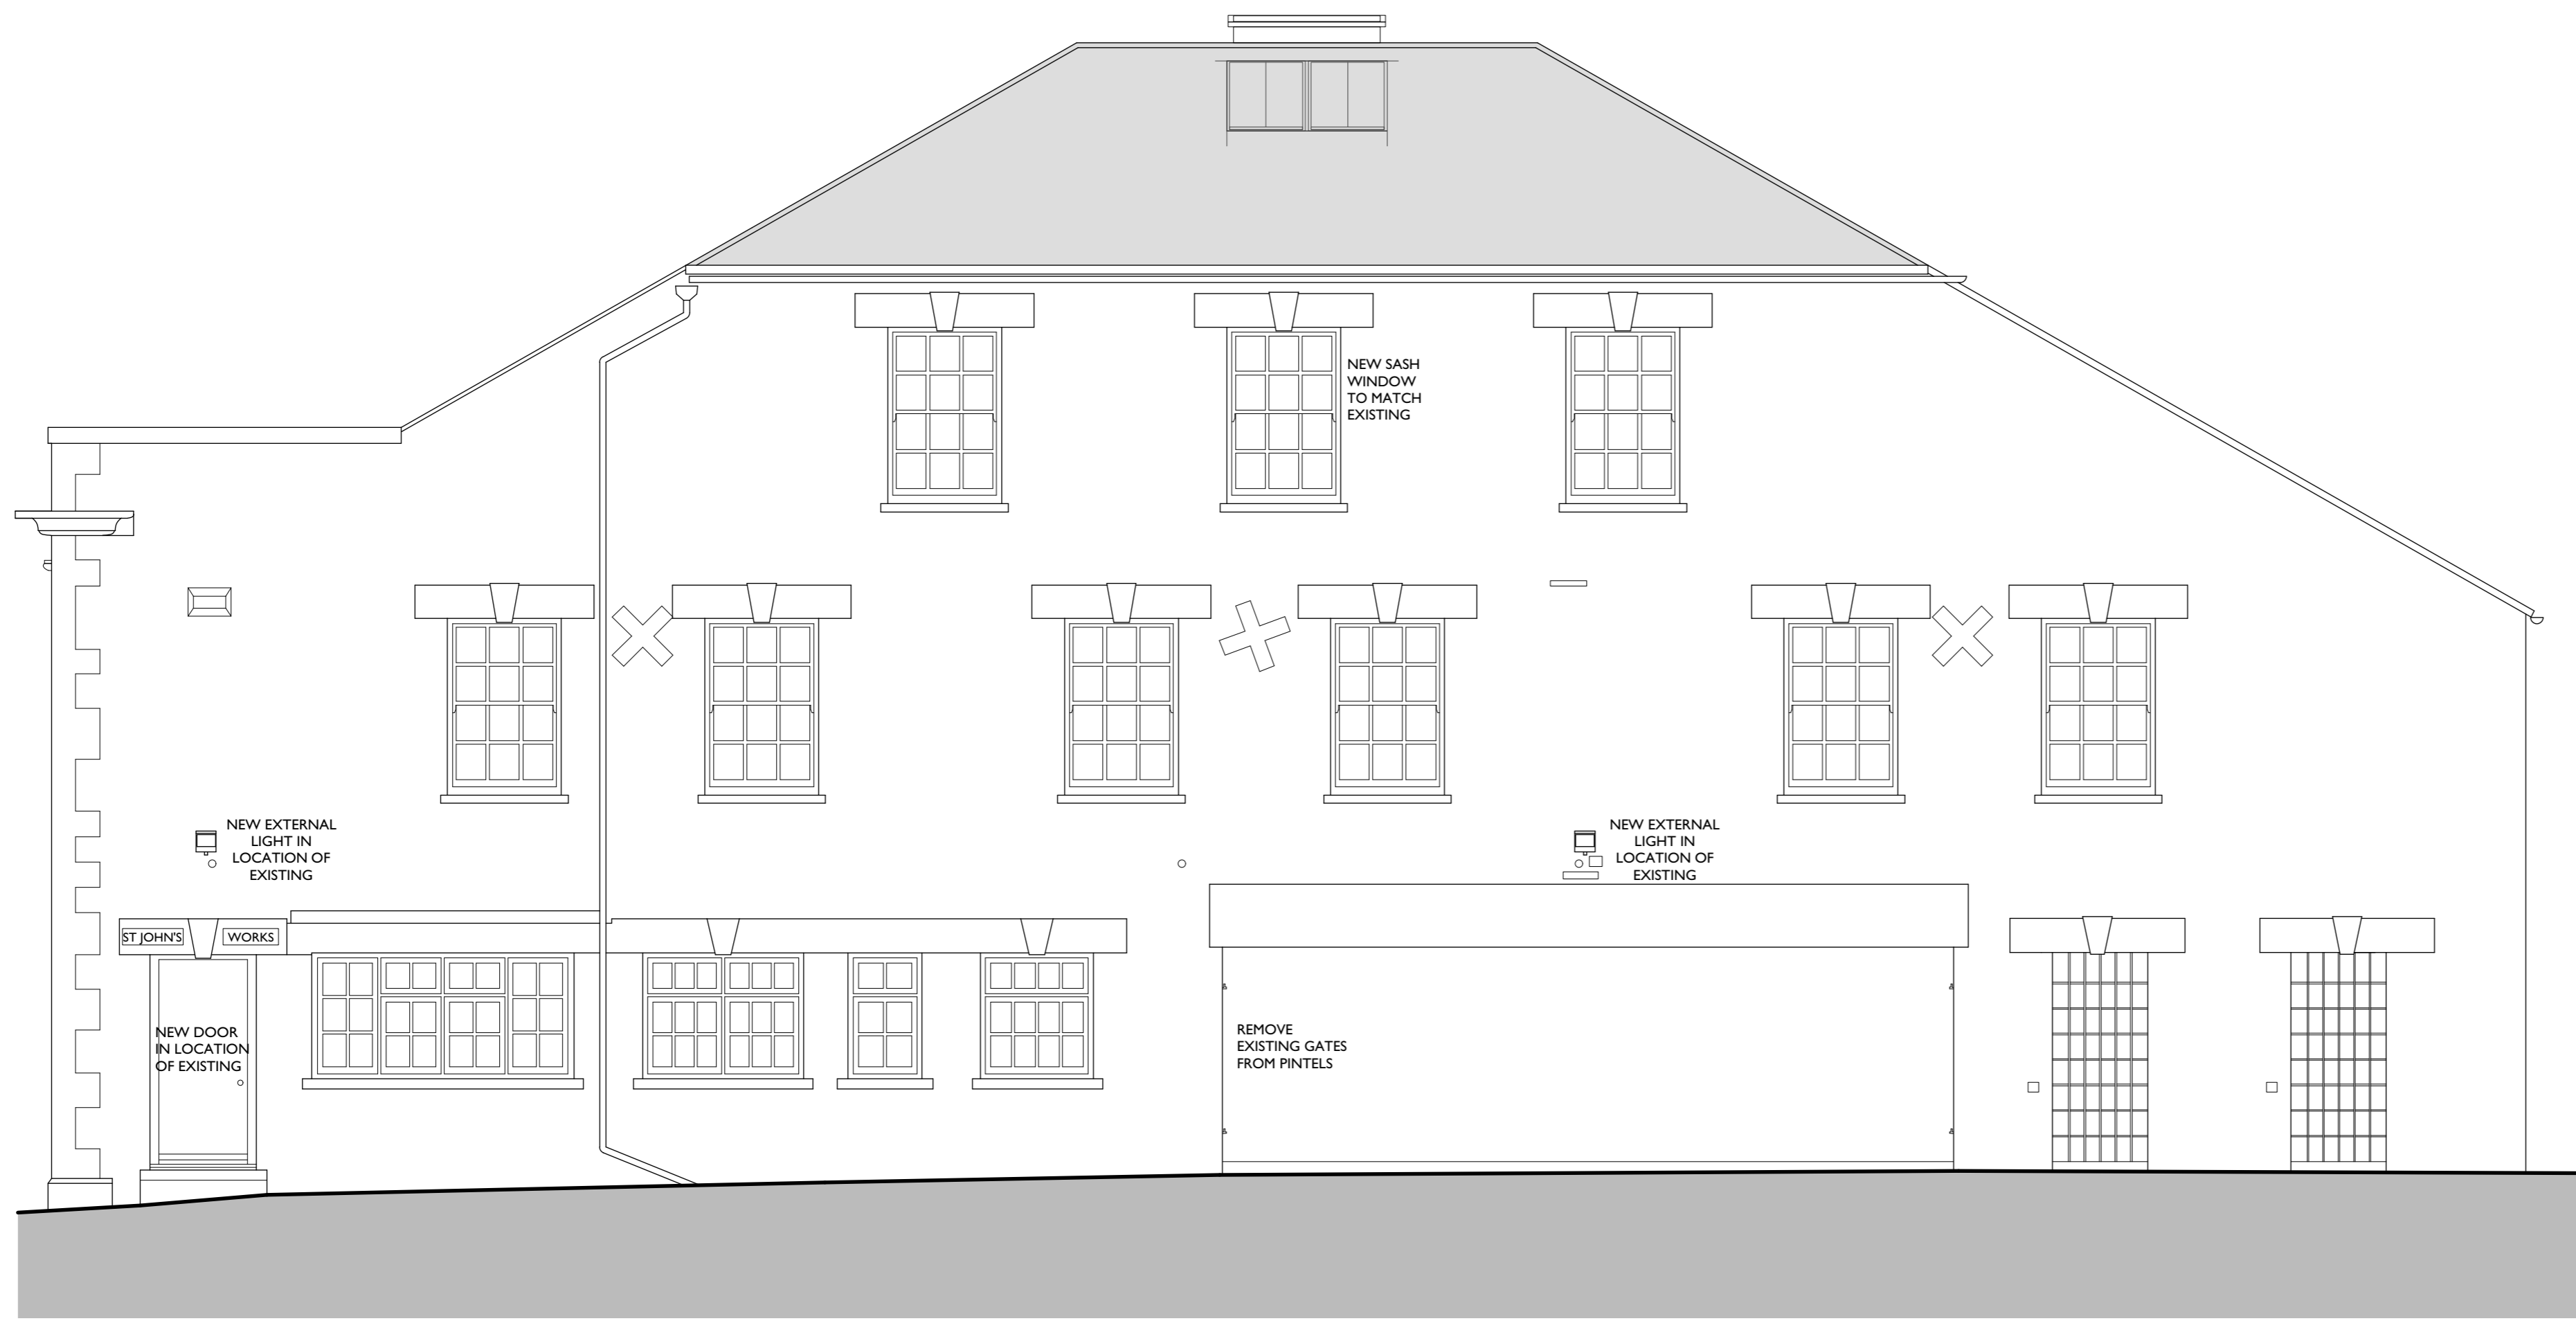 NEW SASH
WINDOW
TO MATCH
EXISTING
NEW EXTERNAL
LIGHT IN
LOCATION OF
EXISTING
NEW EXTERNAL
LIGHT IN
LOCATION OF
EXISTING
ST JOHN'S
WORKS
NEW DOOR
IN LOCATION
OF EXISTING
REMOVE
EXISTING GATES
FROM PINTELS